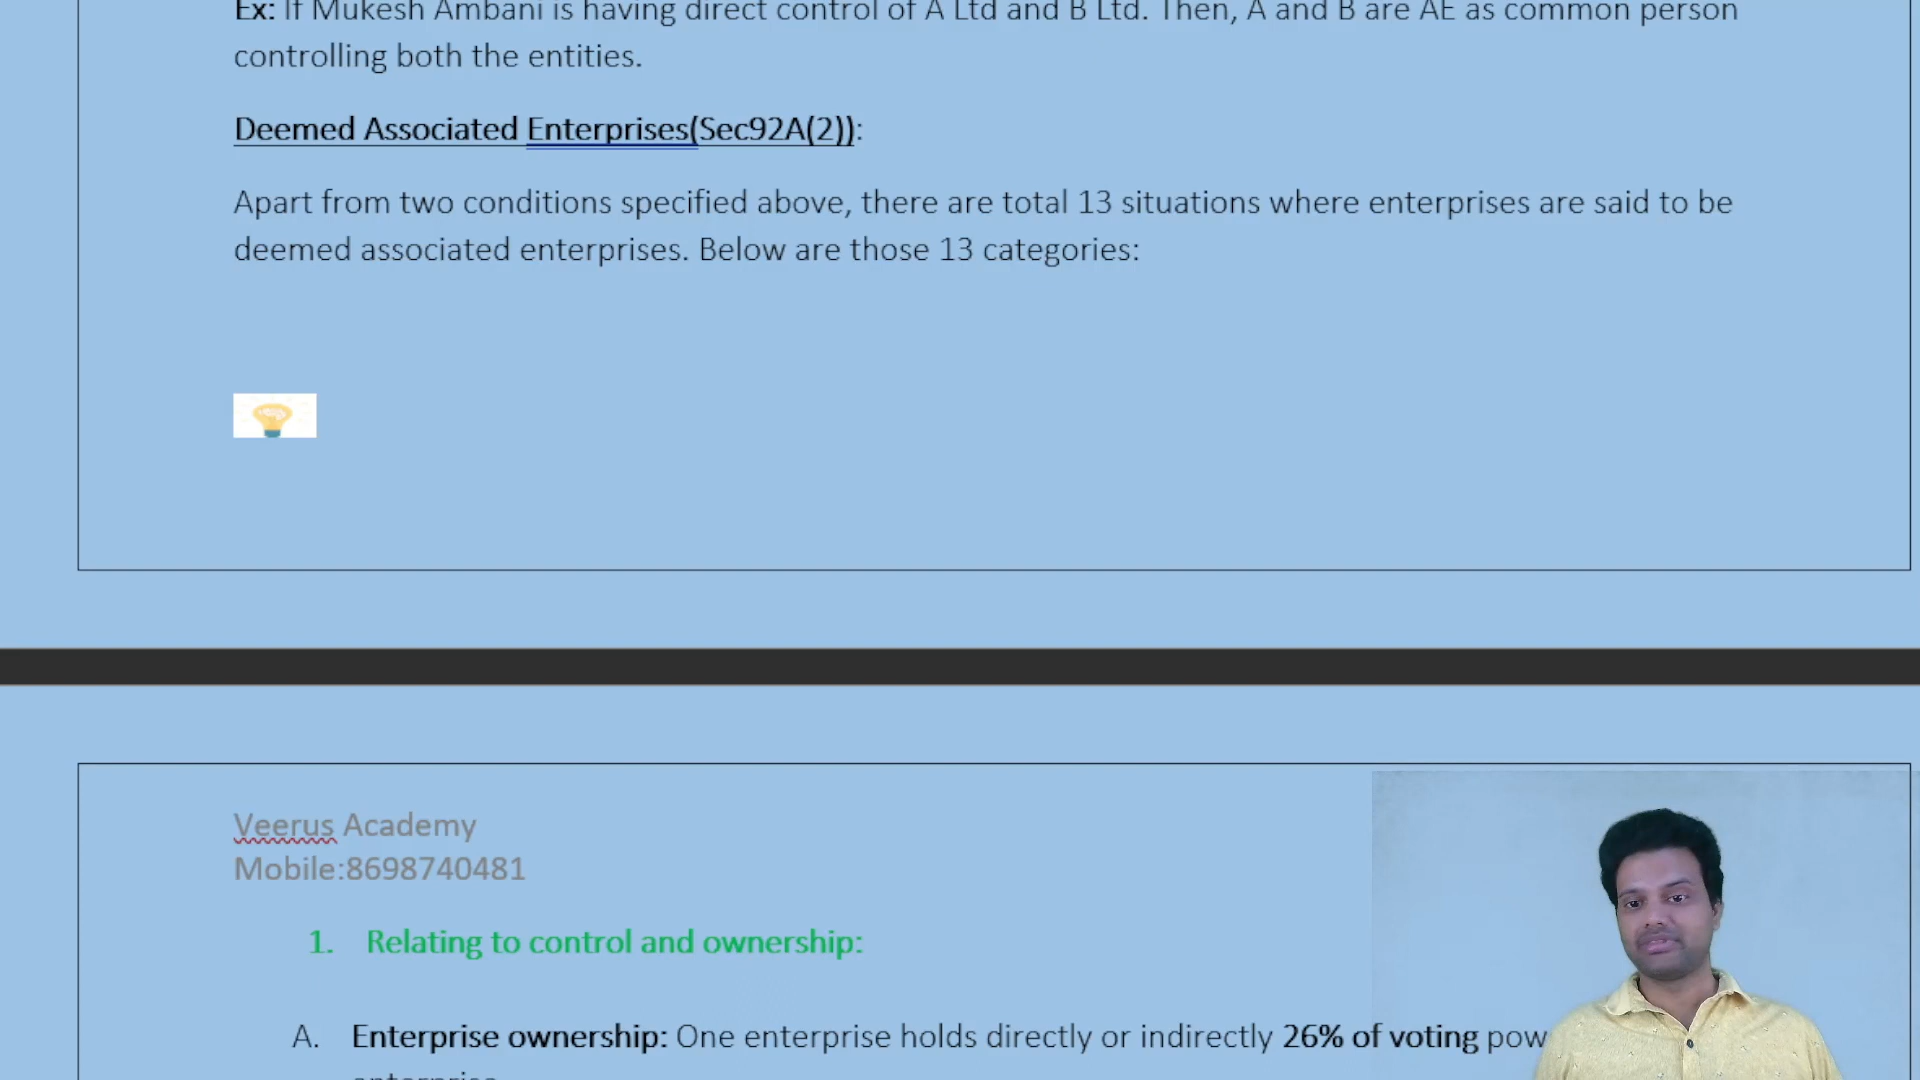 Ex: If Mukesh Ambani is having direct control of A Ltd and B Ltd. Then, A and B are AE as common person
controlling both the entities.
Deemed Associated Enterprises(Sec92A(2)):
Apart from two conditions specified above, there are total 13 situations where enterprises are said to be
deemed associated enterprises. Below are those 13 categories:
Veerus Academy
Mobile:8698740481
1. Relating to control and ownership:
A. Enterprise ownership: One enterprise holds directly or indirectly 26% of voting pow
enterprise